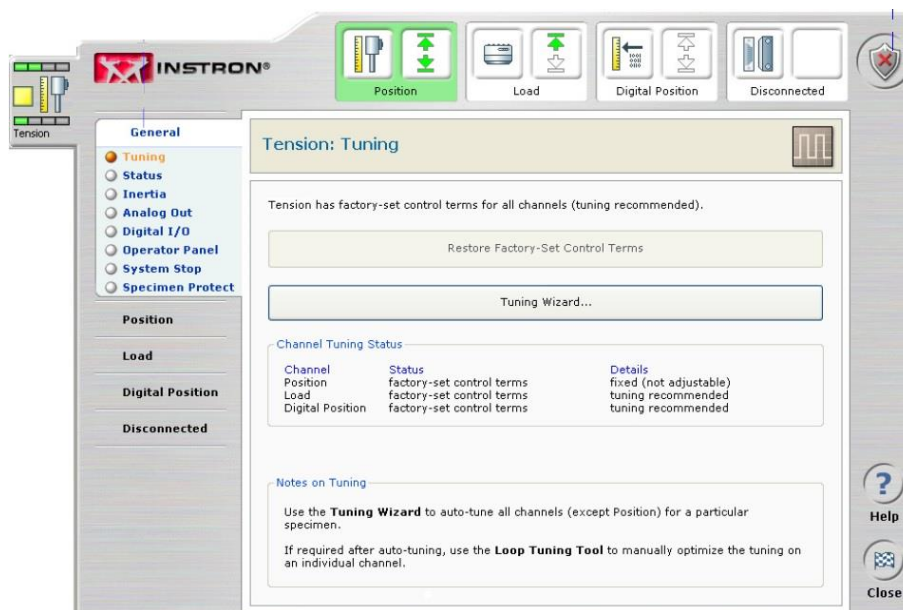 INSTRON®
Position
Load
Digital Position
Disconnected
Tension
General
Tuning
Status
Inertia
Analog Out
Digital I/O
Operator Panel
System Stop
Specimen Protect
Position
Load
Digital Position
Disconnected
Tension: Tuning
Tension has factory-set control terms for all channels (tuning recommended).
Restore Factory-Set Control Terms
Tuning Wizard...
Channel Tuning Status
Channel Status Details
Position factory-set control terms fixed (not adjustable)
Load factory-set control terms tuning recommended
Digital Position factory-set control terms tuning recommended
Notes on Tuning
Use the Tuning Wizard to auto-tune all channels (except Position) for a particular
specimen.
If required after auto-tuning, use the Loop Tuning Tool to manually optimize the tuning on
an individual channel.
?
Help
Close